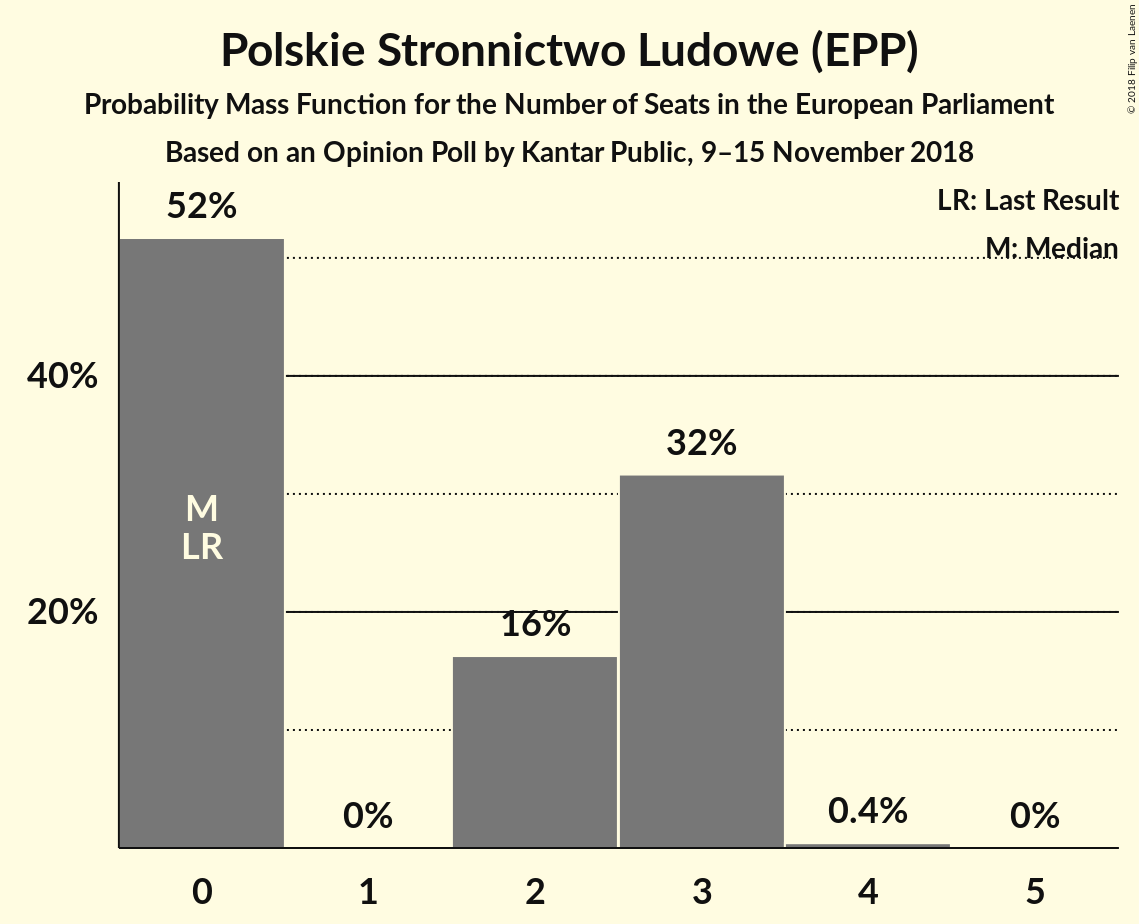 Polskie Stronnictwo Ludowe (EPP)
Probability Mass Function for the Number of Seats in the European Parliament
Based on an Opinion Poll by Kantar Public, 9–15 November 2018
© 2018 Filip van Laenen
LR: Last Result
M: Median
52%
40%
32%
M
LR
20%
16%
0%
0.4%
0%
0 1 2 3 4 5